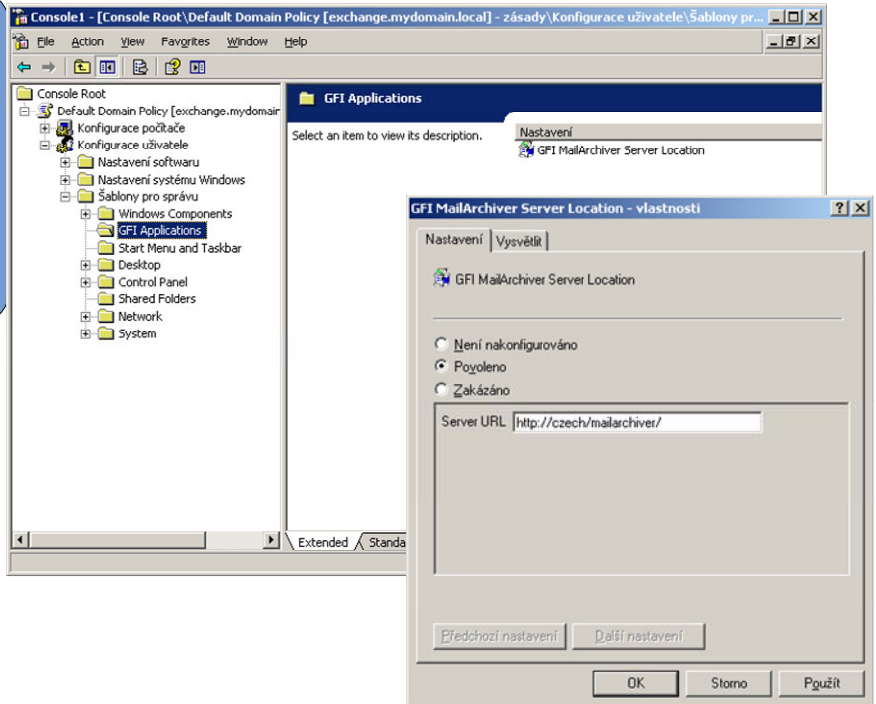 Console1 - [Console Root\Default Domain Policy [exchange.mydomain.local] - zásady\Konfigurace uživatele\Šablony pr...
File Action View Favorites Window Help
Console Root
Default Domain Policy [exchange.mydomain
Konfigurace počítače
Konfigurace uživatele
Nastavení softwaru
Nastavení systému Windows
Šablony pro správu
Windows Components
GFI Applications
Start Menu and Taskbar
Desktop
Control Panel
Shared Folders
Network
System
GFI Applications
Select an item to view its description.
Nastavení
GFI MailArchiver Server Location
Extended Standa
GFI MailArchiver Server Location - vlastnosti
Nastavení Vysvětlit
GFI MailArchiver Server Location
Není nakonfigurováno
Povoleno
Zakázáno
Server URL http://czech/mailarchiver/
Předchozí nastavení Další nastavení
OK Storno Použít